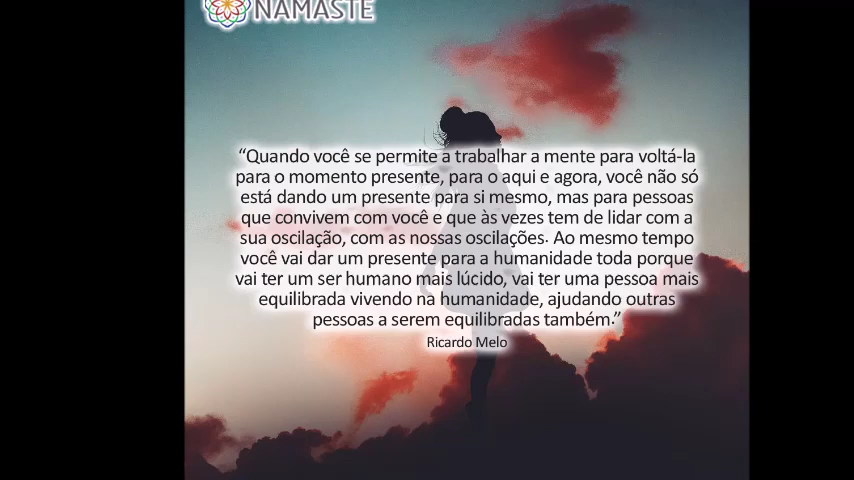 NAMASTE
“Quando você se permite a trabalhar a mente para voltá-la
para o momento presente, para o aqui e agora, você não só
está dando um presente para si mesmo, mas para pessoas
que convivem com você e que às vezes tem de lidar com a
sua oscilação, com as nossas oscilações. Ao mesmo tempo
você vai dar um presente para a humanidade toda porque
vai ter um ser humano mais lúcido, vai ter uma pessoa mais
equilibrada vivendo na humanidade, ajudando outras
pessoas a serem equilibradas também.”
Ricardo Melo